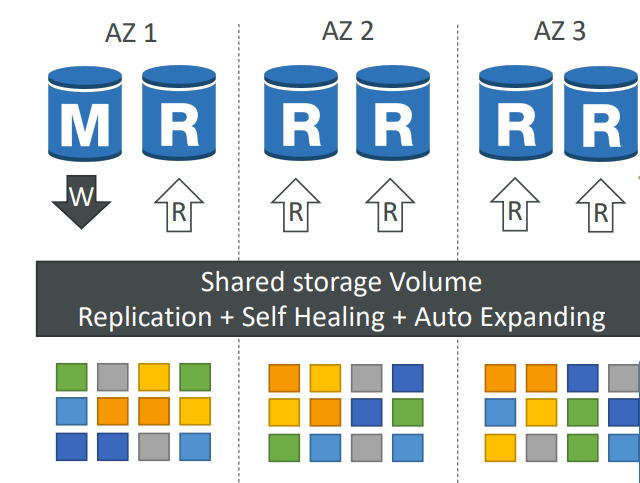 AZ 1
AZ 2
AZ 3
M R R R R R
W R R R R R
Shared storage Volume
Replication + Self Healing + Auto Expanding